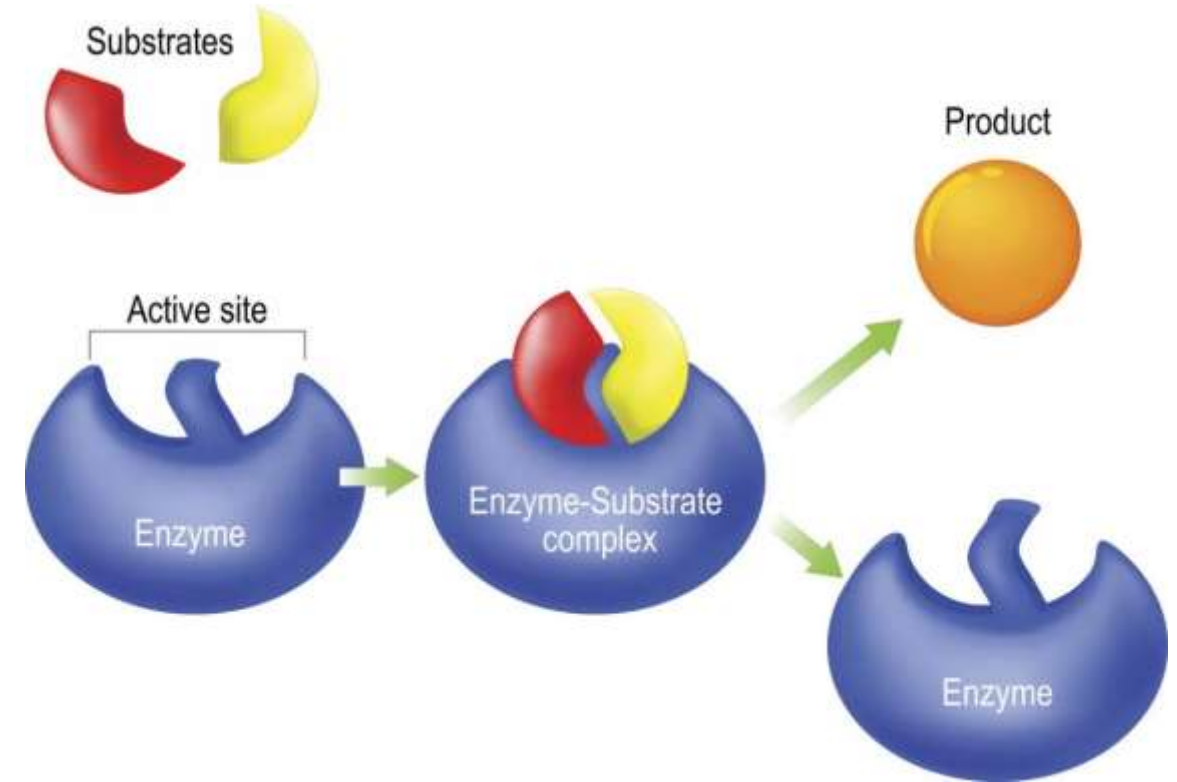 Substrates
Product
Active site
Enzyme
Enzyme-Substrate
complex
Enzyme